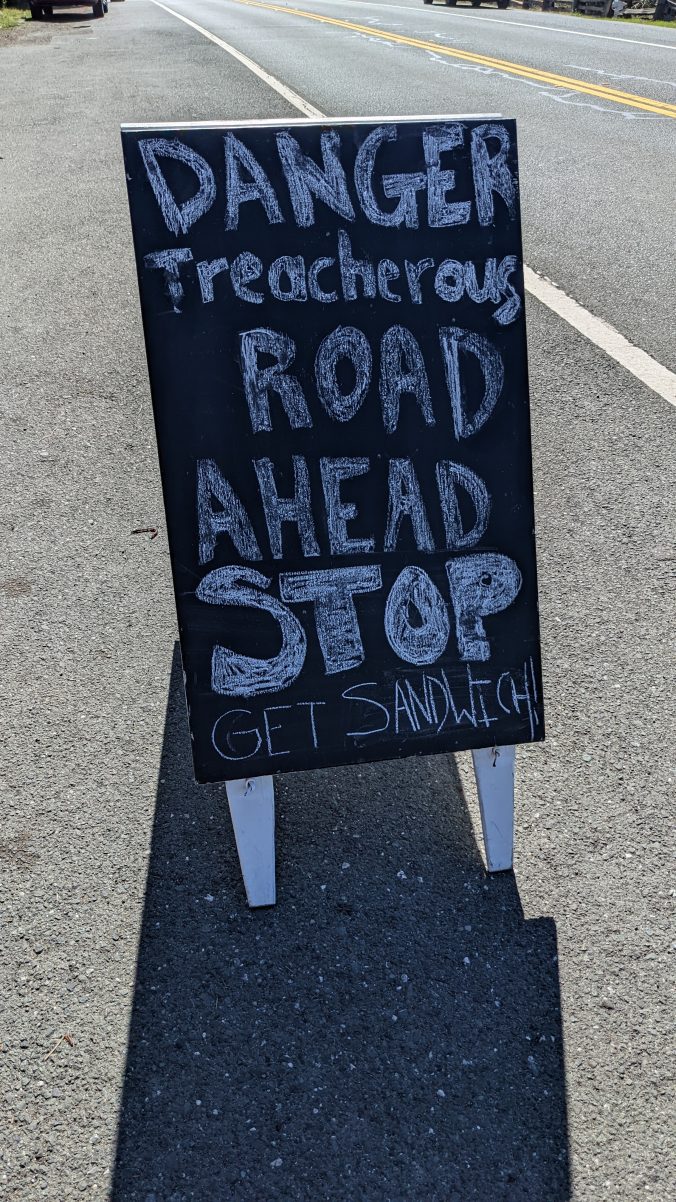 DANGER
Treacherous
ROAD
AHEAD
STOP
GET SANDWICH!